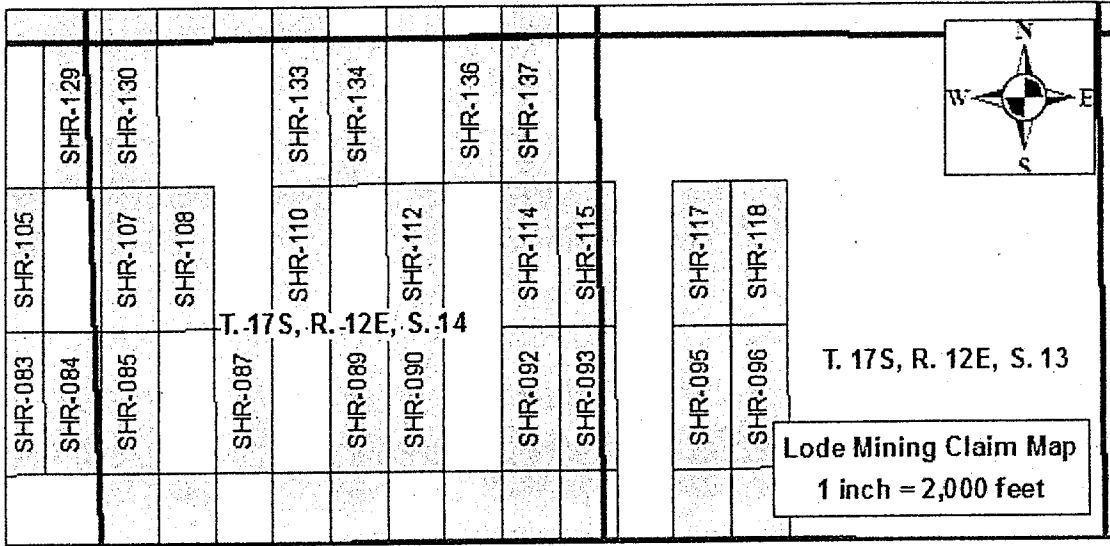 N
W E
S
SHR-129
SHR-130
SHR-133
SHR-134
SHR-136
SHR-137
SHR-105
SHR-107
SHR-108
SHR-110
SHR-112
SHR-114
SHR-115
SHR-117
SHR-118
T. 17S, R. 12E, S. 14
SHR-083
SHR-084
SHR-085
SHR-087
SHR-089
SHR-090
SHR-092
SHR-093
SHR-095
SHR-096
T. 17S, R. 12E, S. 13
Lode Mining Claim Map
1 inch = 2,000 feet